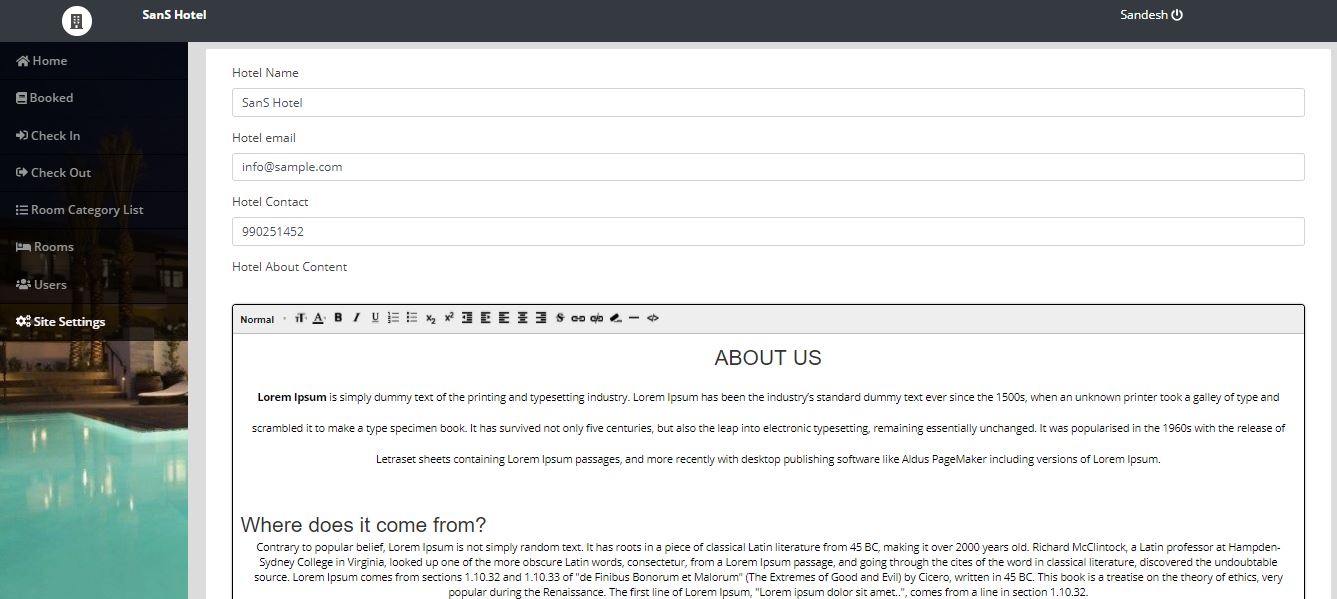 SanS Hotel
Sandesh
Home
Booked
Check In
Check Out
Room Category List
Rooms
Users
Site Settings
Hotel Name
SanS Hotel
Hotel email
info@sample.com
Hotel Contact
990251452
Hotel About Content
Normal
ABOUT US
Lorem Ipsum is simply dummy text of the printing and typesetting industry. Lorem Ipsum has been the industry's standard dummy text ever since the 1500s, when an unknown printer took a galley of type and
scrambled it to make a type specimen book. It has survived not only five centuries, but also the leap into electronic typesetting, remaining essentially unchanged. It was popularised in the 1960s with the release of
Letraset sheets containing Lorem Ipsum passages, and more recently with desktop publishing software like Aldus PageMaker including versions of Lorem Ipsum.
Where does it come from?
Contrary to popular belief, Lorem Ipsum is not simply random text. It has roots in a piece of classical Latin literature from 45 BC, making it over 2000 years old. Richard McClintock, a Latin professor at Hampden-
Sydney College in Virginia, looked up one of the more obscure Latin words, consectetur, from a Lorem Ipsum passage, and going through the cites of the word in classical literature, discovered the undoubtable
source. Lorem Ipsum comes from sections 1.10.32 and 1.10.33 of "de Finibus Bonorum et Malorum" (The Extremes of Good and Evil) by Cicero, written in 45 BC. This book is a treatise on the theory of ethics, very
popular during the Renaissance. The first line of Lorem Ipsum, "Lorem ipsum dolor sit amet..", comes from a line in section 1.10.32.